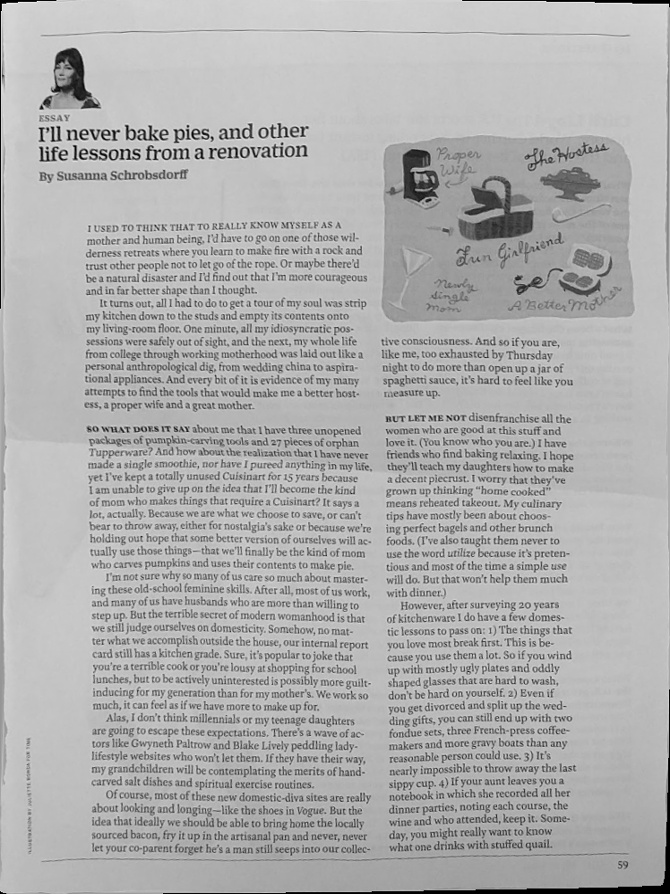 ESSAY
I'll never bake pies, and other
life lessons from a renovation
By Susanna Schrobsdorff
I USED TO THINK THAT TO REALLY KNOW MYSELF AS A
mother and human being, I'd have to go on one of those wil-
derness retreats where you learn to make fire with a rock and
trust other people not to let go of the rope. Or maybe there'd
be a natural disaster and I'd find out that I'm more courageous
and in far better shape than I thought.
It turns out, all I had to do to get a tour of my soul was strip
my kitchen down to the studs and empty its contents onto
my living-room floor. One minute, all my idiosyncratic pos-
sessions were safely out of sight, and the next, my whole life
from college through working motherhood was laid out like a
personal anthropological dig, from wedding china to aspira-
tional appliances. And every bit of it is evidence of my many
attempts to find the tools that would make me a better host-
ess, a proper wife and a great mother.
SO WHAT DOES IT SAY about me that I have three unopened
packages of pumpkin-carving tools and 27 pieces of orphan
Tupperware? And how about the realization that I have never
made a single smoothie, nor have I pureed anything in my life,
yet I've kept a totally unused Cuisinart for 15 years because
I am unable to give up on the idea that I'll become the kind
of mom who makes things that require a Cuisinart? It says a
lot, actually. Because we are what we choose to save, or can't
bear to throw away, either for nostalgia's sake or because we're
holding out hope that some better version of ourselves will ac-
tually use those things—that we'll finally be the kind of mom
who carves pumpkins and uses their contents to make pie.
I'm not sure why so many of us care so much about master-
ing these old-school feminine skills. After all, most of us work,
and many of us have husbands who are more than willing to
step up. But the terrible secret of modern womanhood is that
we still judge ourselves on domesticity. Somehow, no mat-
ter what we accomplish outside the house, our internal report
card still has a kitchen grade. Sure, it's popular to joke that
you're a terrible cook or you're lousy at shopping for school
lunches, but to be actively uninterested is possibly more guilt-
inducing for my generation than for my mother's. We work so
much, it can feel as if we have more to make up for.
Alas, I don't think millennials or my teenage daughters
are going to escape these expectations. There's a wave of ac-
tors like Gwyneth Paltrow and Blake Lively peddling lady-
lifestyle websites who won't let them. If they have their way,
my grandchildren will be contemplating the merits of hand-
carved salt dishes and spiritual exercise routines.
Of course, most of these new domestic-diva sites are really
about looking and longing—like the shoes in Vogue. But the
idea that ideally we should be able to bring home the locally
sourced bacon, fry it up in the artisanal pan and never, never
let your co-parent forget he's a man still seeps into our collec-
Proper
Wife
The Hostess
Fun Girlfriend
Newly
Single
Mom
A Better Mother
tive consciousness. And so if you are,
like me, too exhausted by Thursday
night to do more than open up a jar of
spaghetti sauce, it's hard to feel like you
measure up.
BUT LET ME NOT disenfranchise all the
women who are good at this stuff and
love it. (You know who you are.) I have
friends who find baking relaxing. I hope
they'll teach my daughters how to make
a decent piecrust. I worry that they've
grown up thinking "home cooked"
means reheated takeout. My culinary
tips have mostly been about choos-
ing perfect bagels and other brunch
foods. (I've also taught them never to
use the word utilize because it's preten-
tious and most of the time a simple use
will do. But that won't help them much
with dinner.)
However, after surveying 20 years
of kitchenware I do have a few domes-
tic lessons to pass on: 1) The things that
you love most break first. This is be-
cause you use them a lot. So if you wind
up with mostly ugly plates and oddly
shaped glasses that are hard to wash,
don't be hard on yourself. 2) Even if
you get divorced and split up the wed-
ding gifts, you can still end up with two
fondue sets, three French-press coffee-
makers and more gravy boats than any
reasonable person could use. 3) It's
nearly impossible to throw away the last
sippy cup. 4) If your aunt leaves you a
notebook in which she recorded all her
dinner parties, noting each course, the
wine and who attended, keep it. Some-
day, you might really want to know
what one drinks with stuffed quail.
ILLUSTRATION BY FOR TIME
59